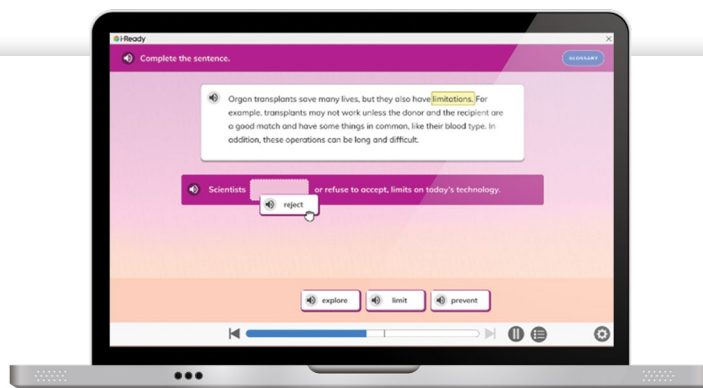 i-Ready
Complete the sentence.
GLOSSARY
Organ transplants save many lives, but they also have limitations. For
example, transplants may not work unless the donor and the recipient are
a good match and have some things in common, like their blood type. In
addition, these operations can be long and difficult.
Scientists or refuse to accept, limits on today's technology.
reject
explore limit prevent